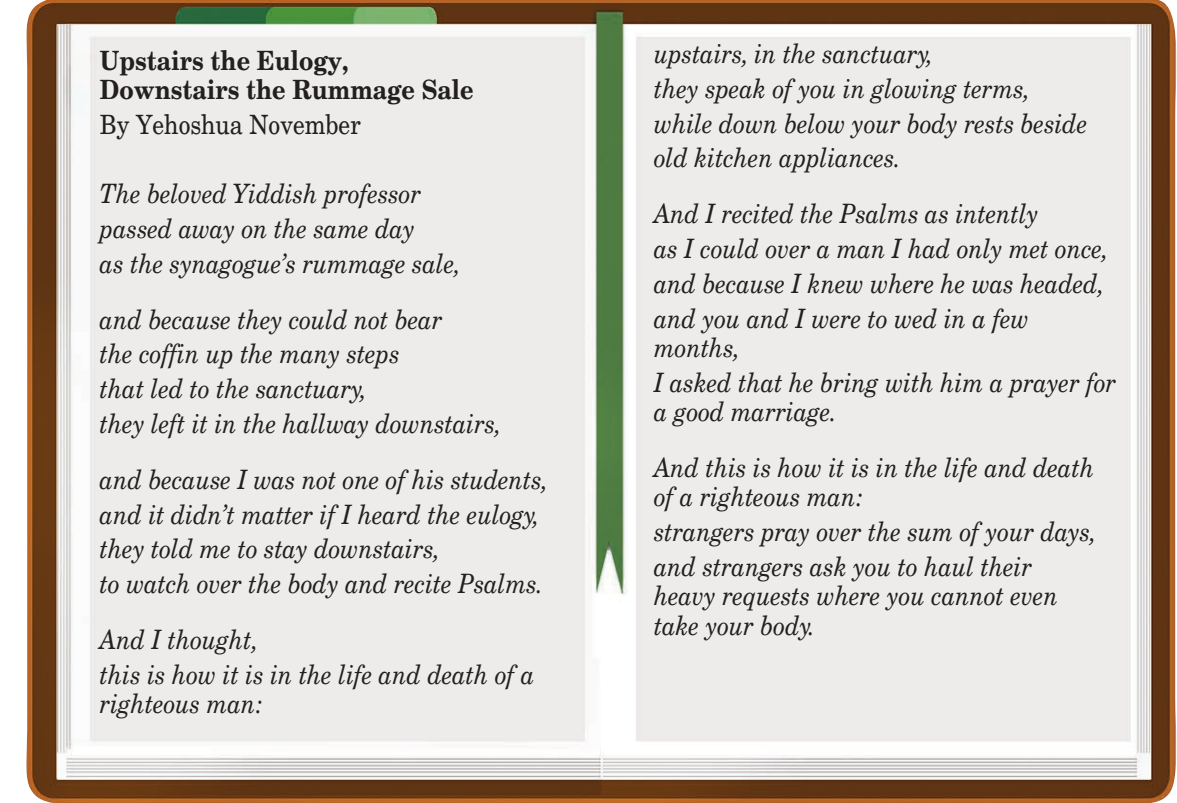 Upstairs the Eulogy,
Downstairs the Rummage Sale
By Yehoshua November
The beloved Yiddish professor
passed away on the same day
as the synagogue’s rummage sale,
and because they could not bear
the coffin up the many steps
that led to the sanctuary,
they left it in the hallway downstairs,
and because I was not one of his students,
and it didn’t matter if I heard the eulogy,
they told me to stay downstairs,
to watch over the body and recite Psalms.
And I thought,
this is how it is in the life and death of a
righteous man:
upstairs, in the sanctuary,
they speak of you in glowing terms,
while down below your body rests beside
old kitchen appliances.
And I recited the Psalms as intently
as I could over a man I had only met once,
and because I knew where he was headed,
and you and I were to wed in a few
months,
I asked that he bring with him a prayer for
a good marriage.
And this is how it is in the life and death
of a righteous man:
strangers pray over the sum of your days,
and strangers ask you to haul their
heavy requests where you cannot even
take your body.